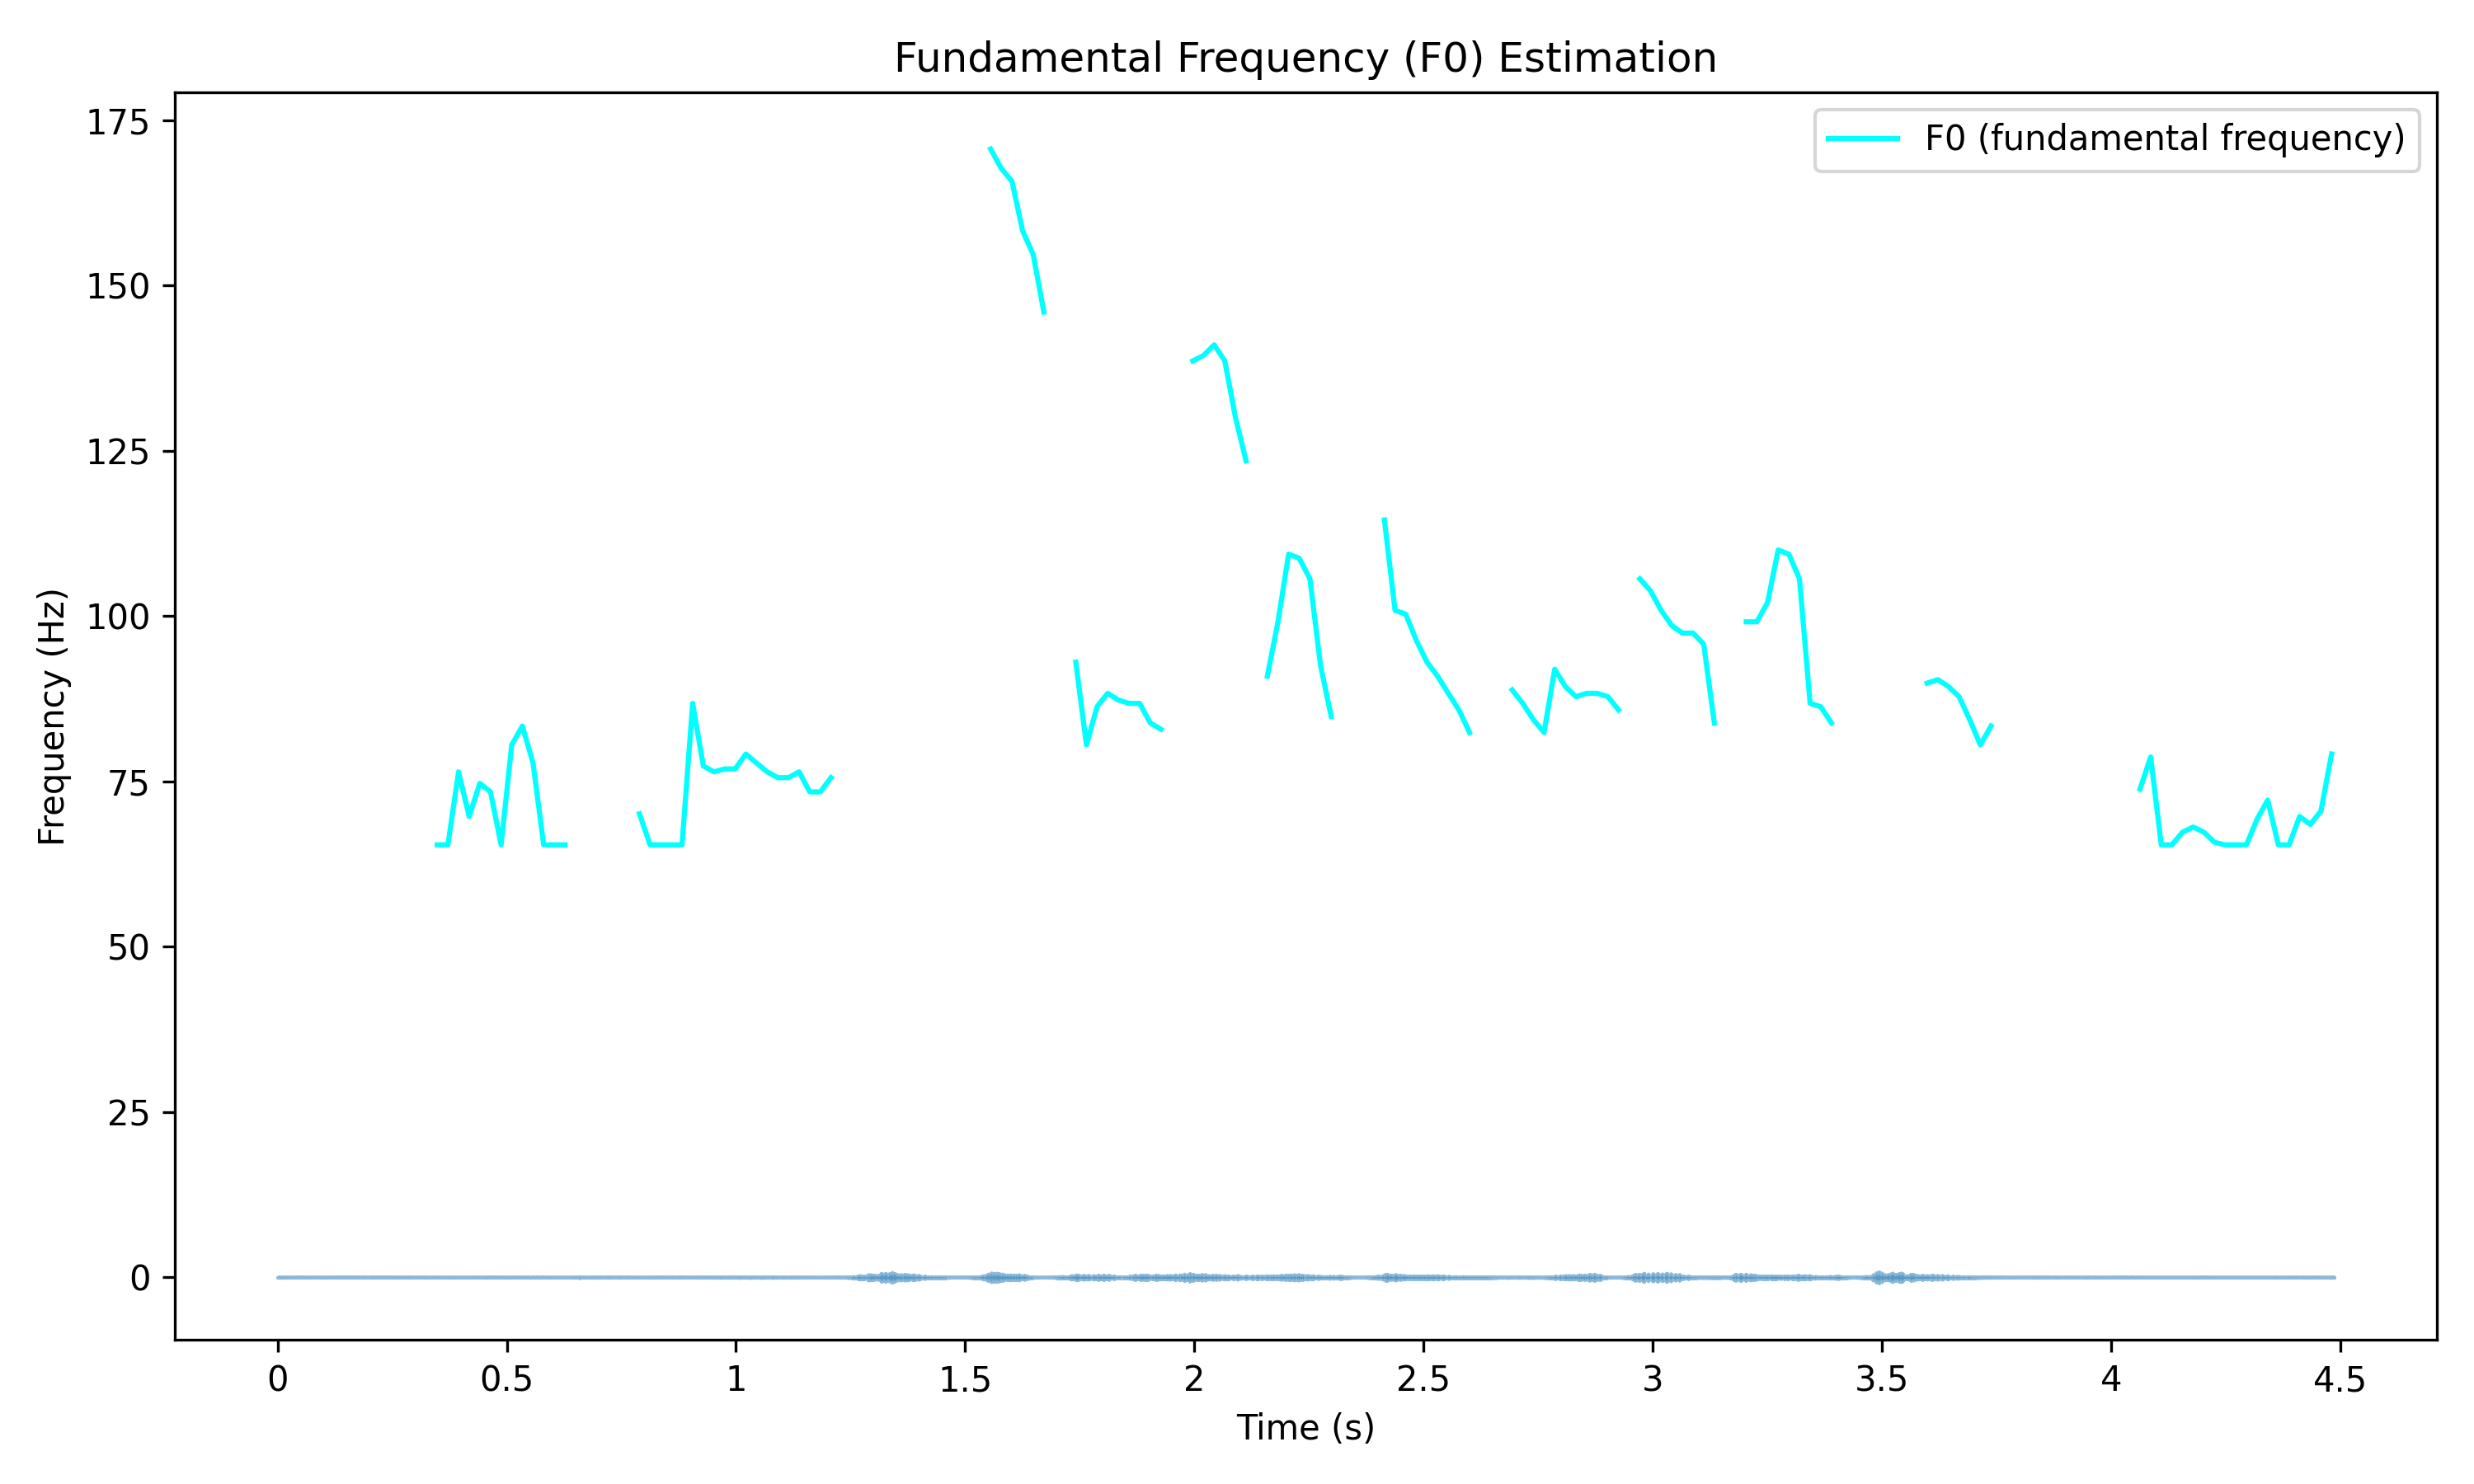 Fundamental Frequency (F0) Estimation
F0 (fundamental frequency)
Frequency (Hz)
175
150
125
100
75
50
25
0
0 0.5 1 1.5 2 2.5 3 3.5 4 4.5
Time (s)